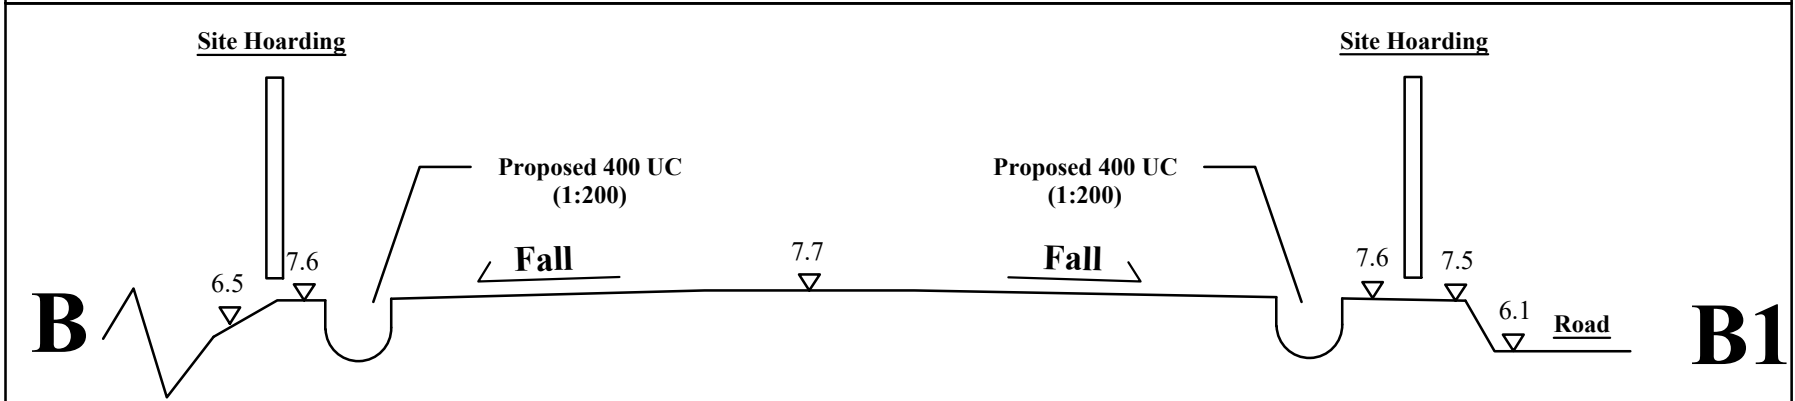 Site Hoarding
Site Hoarding
Proposed 400 UC
(1:200)
Proposed 400 UC
(1:200)
Fall
7.7
Fall
7.6
6.5
7.6
7.5
6.1
Road
B
B1